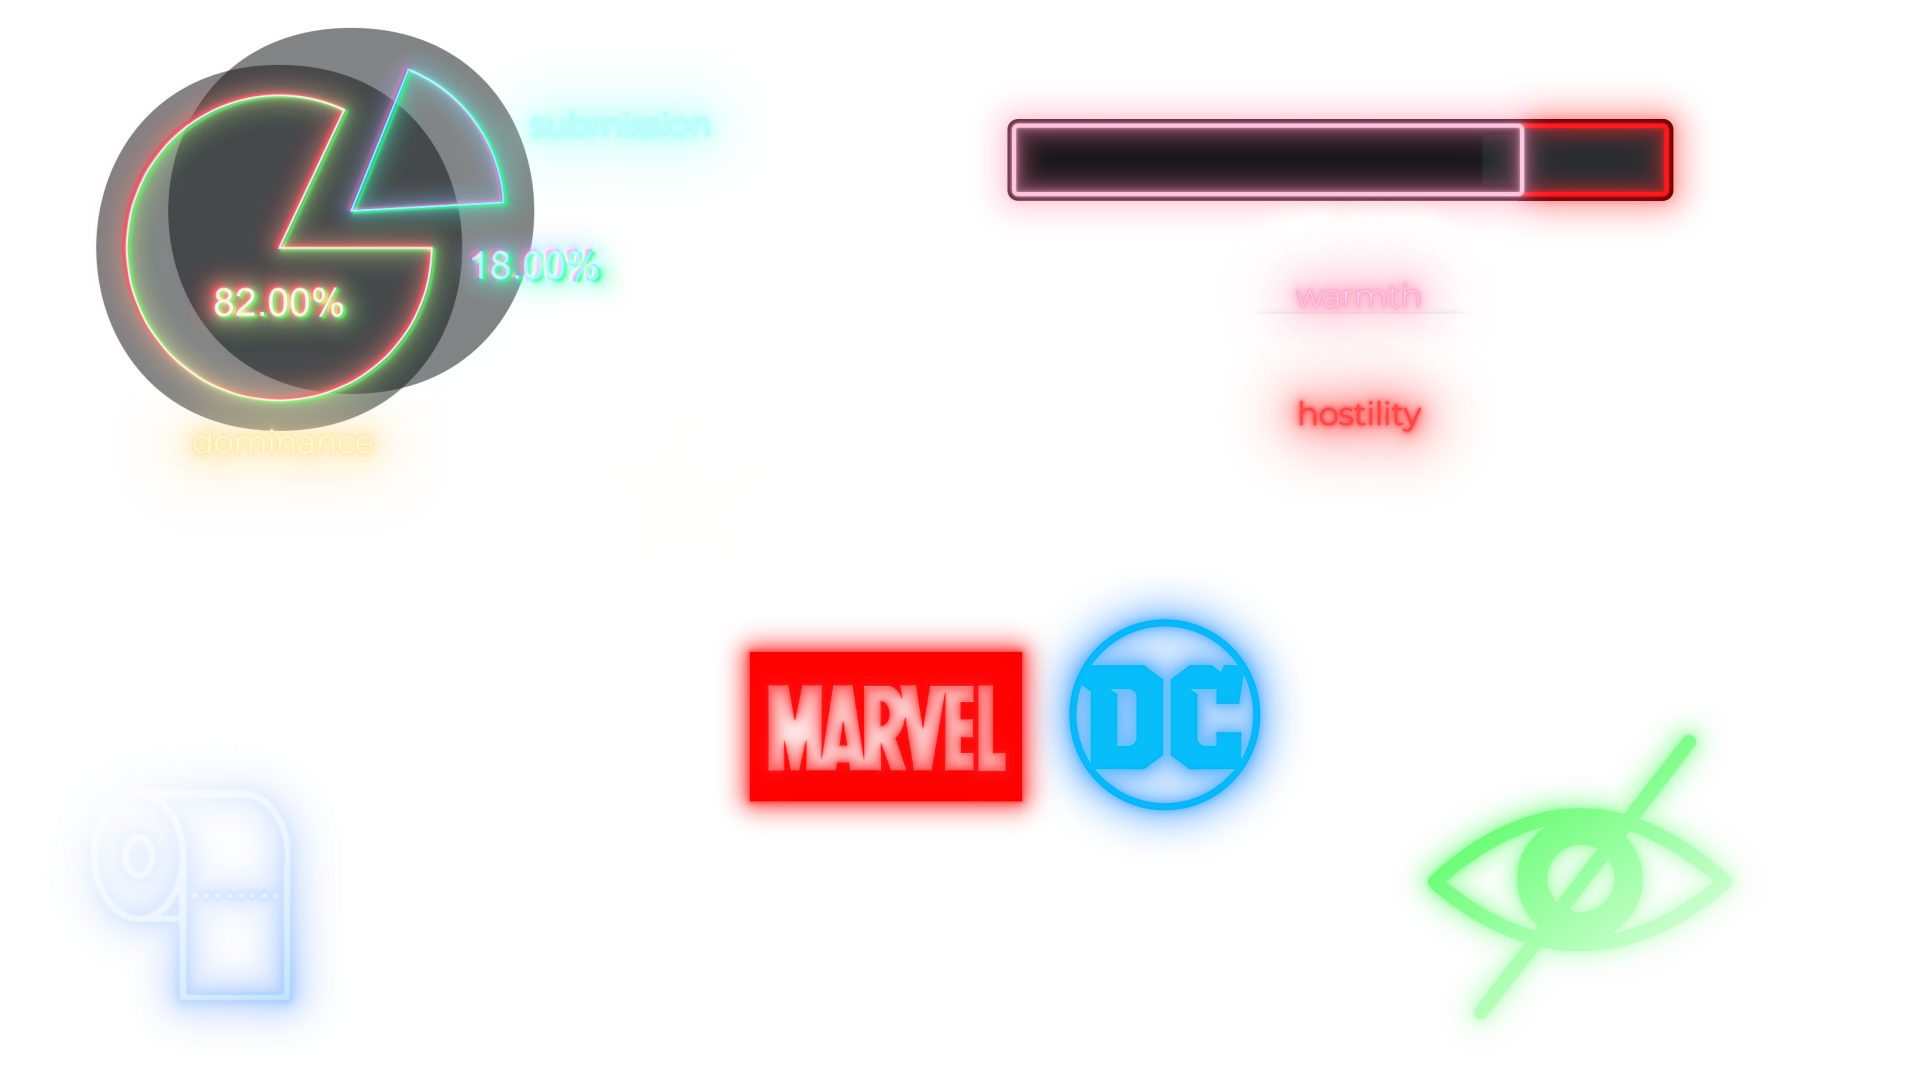 submission
18.00%
82.00%
dominance
warmth
hostility
MARVEL
DC